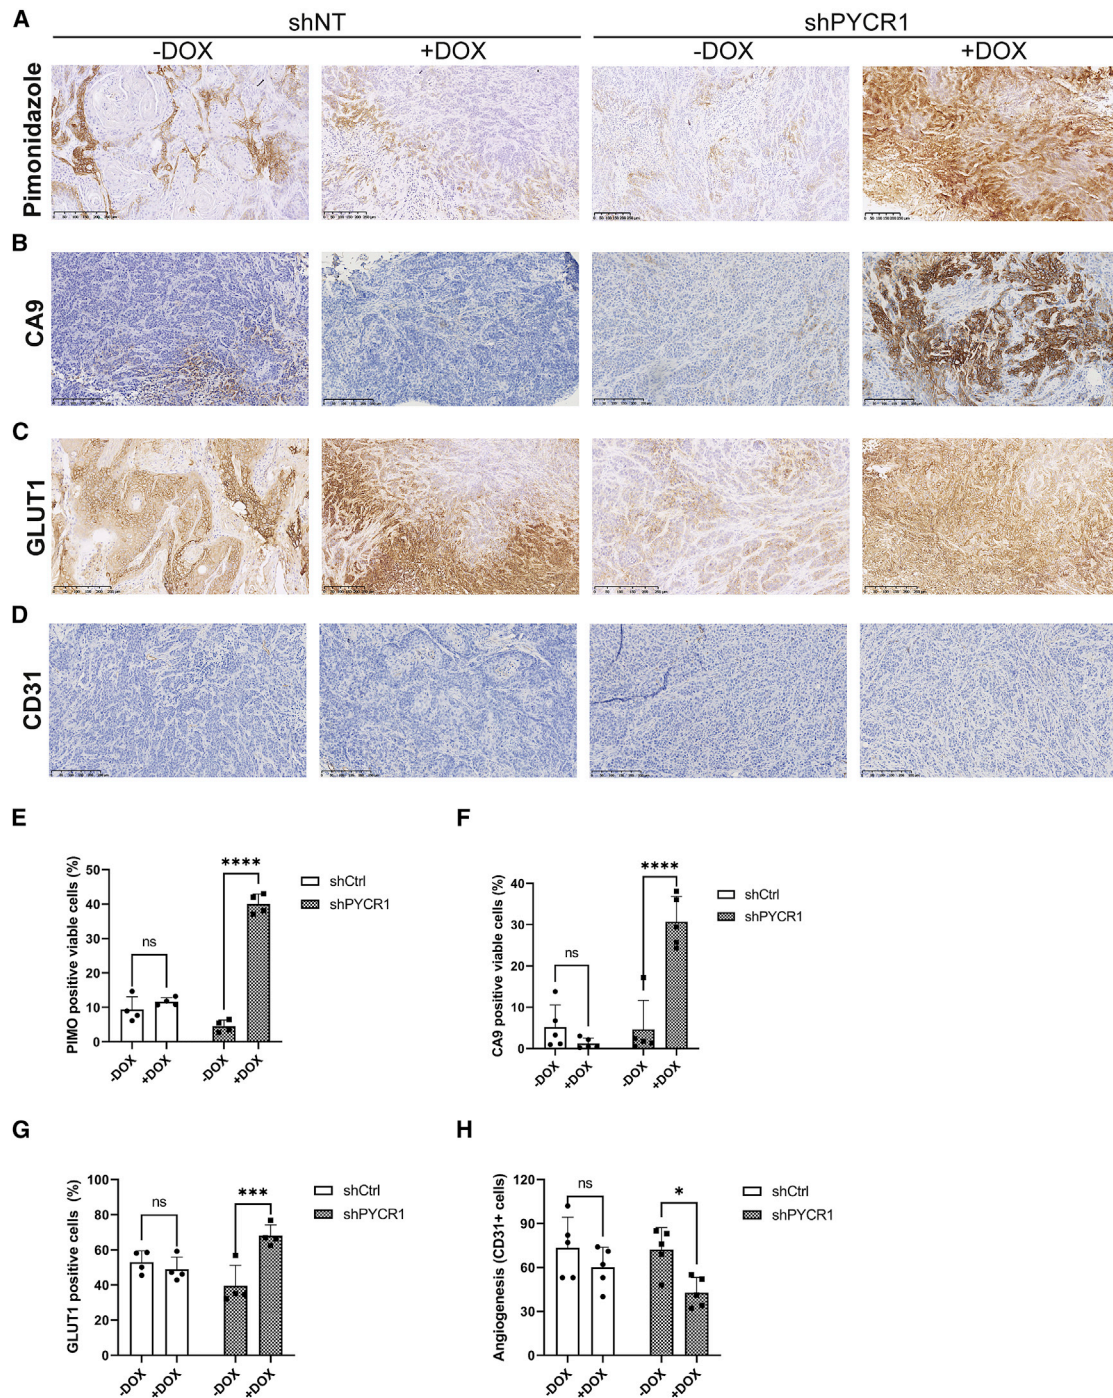 A
shNT
shPYCR1
-DOX
+DOX
-DOX
+DOX
Pimonidazole
B
CA9
C
GLUT1
D
CD31
E
PIMO positive viable cells (%)
50
40
30
20
10
0
ns
****
-DOX
+DOX
-DOX
+DOX
shCtrl
shPYCR1
F
CA9 positive viable cells (%)
40
30
20
10
0
ns
****
-DOX
+DOX
-DOX
+DOX
shCtrl
shPYCR1
G
GLUT1 positive cells (%)
100
80
60
40
20
0
ns
***
-DOX
+DOX
-DOX
+DOX
shCtrl
shPYCR1
H
Angiogenesis (CD31+ cells)
120
90
60
30
0
ns
*
-DOX
+DOX
-DOX
+DOX
shCtrl
shPYCR1